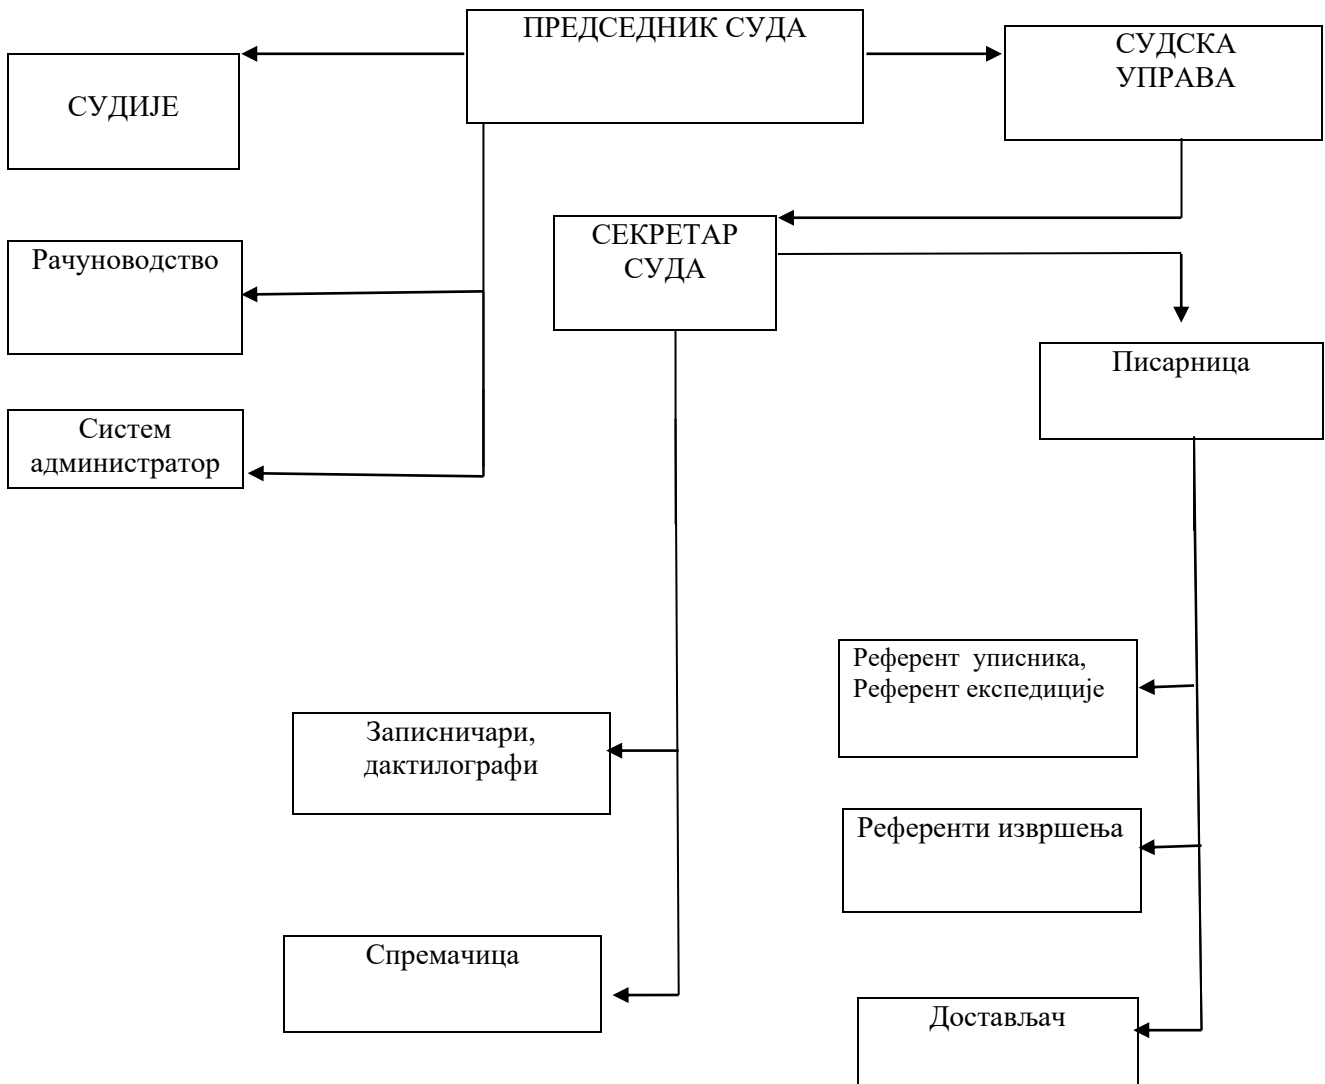 ПРЕДСЕДНИК СУДА
СУДСКА
УПРАВА
СУДИЈЕ
СЕКРЕТАР
СУДА
Рачуноводство
Писарница
Систем
администратор
Референт уписника,
Референт експедиције
Записничари,
дактилографи
Референти извршења
Спремачица
Достављач